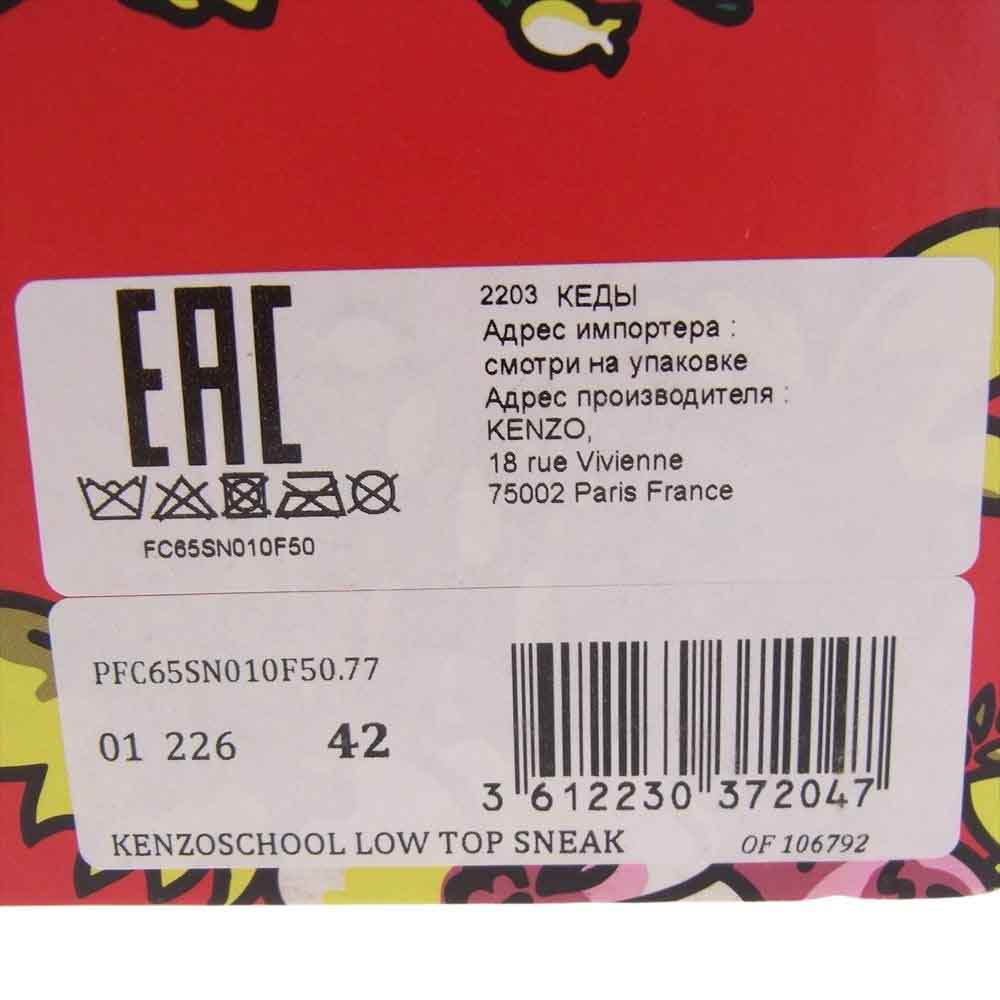 EAC
2203 КЕДЫ
Адрес импортера :
смотри на упаковке
Адрес производителя :
KENZO,
18 rue Vivienne
75002 Paris France
FC65SN010F50
PFC65SN010F50.77
01 226 42
3 612230 372047
KENZOSCHOOL LOW TOP SNEAK OF 106792